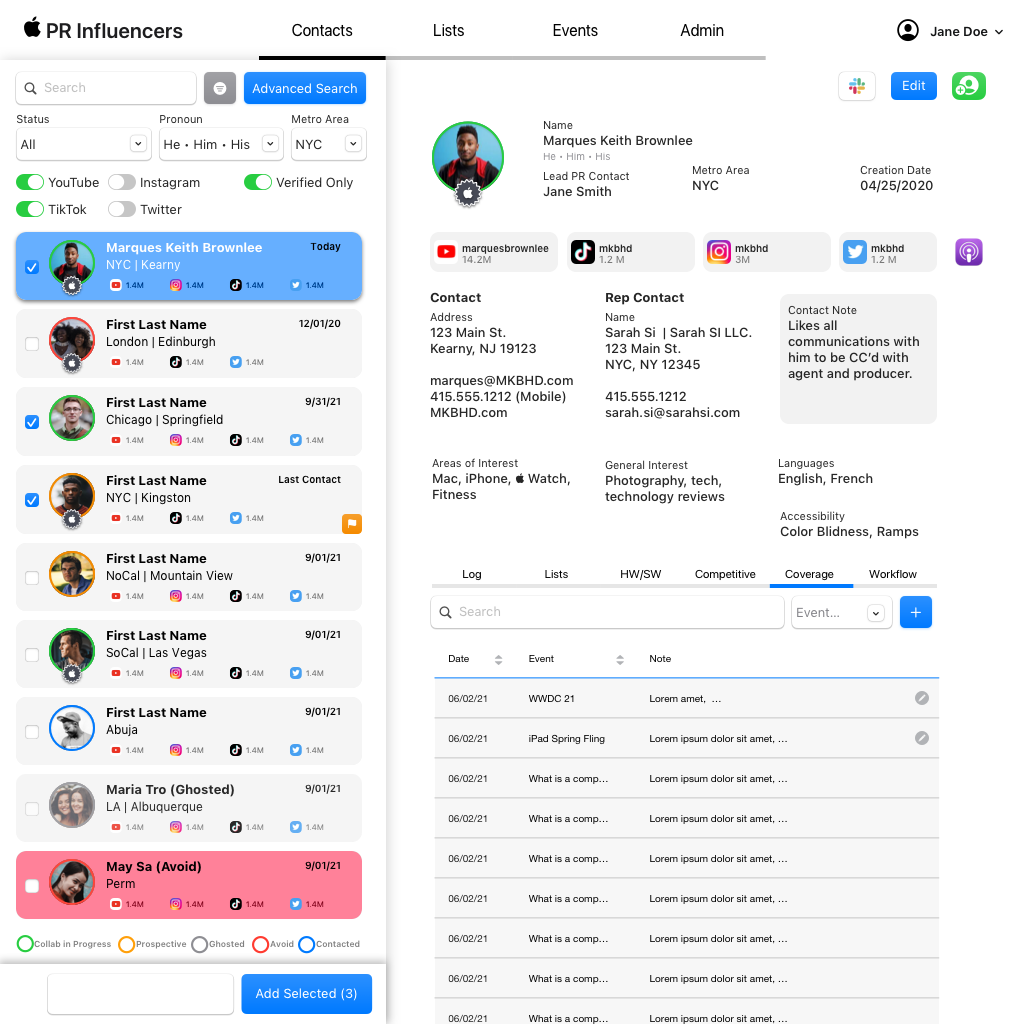 PR Influencers
Contacts
Lists
Events
Admin
Jane Doe
Search
Advanced Search
Status
Pronoun
Metro Area
All
He • Him • His
NYC
YouTube
Instagram
Verified Only
TikTok
Twitter
Marques Keith Brownlee
Today
NYC | Kearny
1.4M 1.4M 1.4M 1.4M
First Last Name
12/01/20
London | Edinburgh
1.4M 1.4M 1.4M
First Last Name
9/31/21
Chicago | Springfield
1.4M 1.4M 1.4M 1.4M
First Last Name
Last Contact
NYC | Kingston
1.4M 1.4M 1.4M
First Last Name
9/01/21
NoCal | Mountain View
1.4M 1.4M 1.4M 1.4M
First Last Name
9/01/21
SoCal | Las Vegas
1.4M 1.4M 1.4M 1.4M
First Last Name
9/01/21
Abuja
1.4M 1.4M 1.4M 1.4M
Maria Tro (Ghosted)
9/01/21
LA | Albuquerque
1.4M 1.4M 1.4M 1.4M
May Sa (Avoid)
9/01/21
Perm
1.4M 1.4M 1.4M 1.4M
Collab in Progress
Prospective
Ghosted
Avoid
Contacted
Add Selected (3)
Edit
Name
Marques Keith Brownlee
He • Him • His
Lead PR Contact
Jane Smith
Metro Area
NYC
Creation Date
04/25/2020
marquesbrownlee
14.2M
mkbhd
1.2 M
mkbhd
3M
mkbhd
1.2 M
Contact
Address
123 Main St.
Kearny, NJ 19123
marques@MKBHD.com
415.555.1212 (Mobile)
MKBHD.com
Rep Contact
Name
Sarah Si | Sarah SI LLC.
123 Main St.
NYC, NY 12345
415.555.1212
sarah.si@sarahsi.com
Contact Note
Likes all
communications with
him to be CC’d with
agent and producer.
Areas of Interest
Mac, iPhone, Watch,
Fitness
General Interest
Photography, tech,
technology reviews
Languages
English, French
Accessibility
Color Blidness, Ramps
Log
Lists
HW/SW
Competitive
Coverage
Workflow
Search
Event...
+
Date
Event
Note
06/02/21 WWDC 21 Lorem amet, ...
06/02/21 iPad Spring Fling Lorem ipsum dolor sit amet, ...
06/02/21 What is a comp... Lorem ipsum dolor sit amet, ...
06/02/21 What is a comp... Lorem ipsum dolor sit amet, ...
06/02/21 What is a comp... Lorem ipsum dolor sit amet, ...
06/02/21 What is a comp... Lorem ipsum dolor sit amet, ...
06/02/21 What is a comp... Lorem ipsum dolor sit amet, ...
06/02/21 What is a comp... Lorem ipsum dolor sit amet, ...
06/02/21 What is a comp... Lorem ipsum dolor sit amet, ...